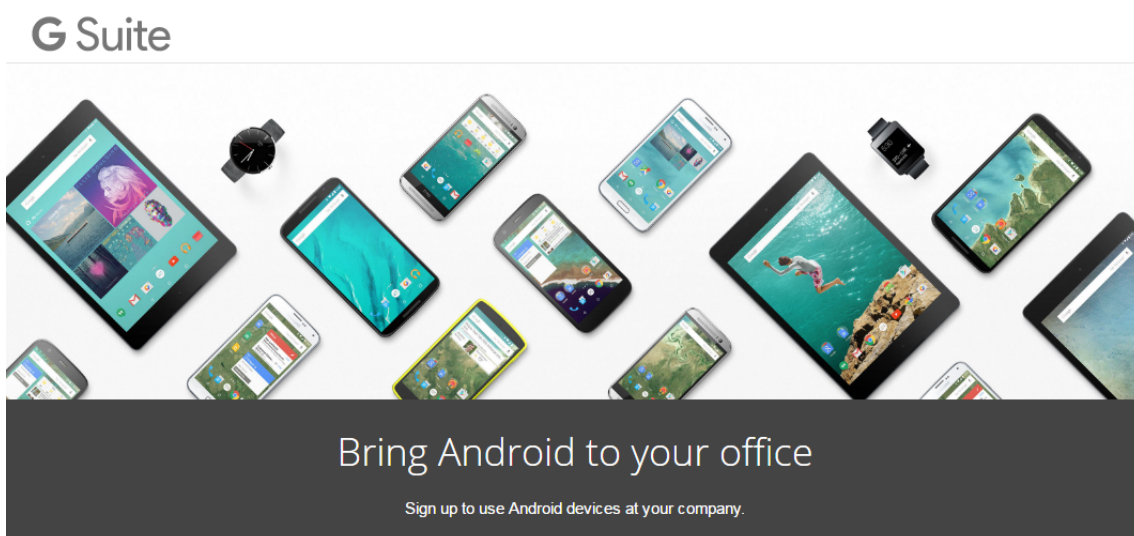 G Suite
Bring Android to your office
Sign up to use Android devices at your company.